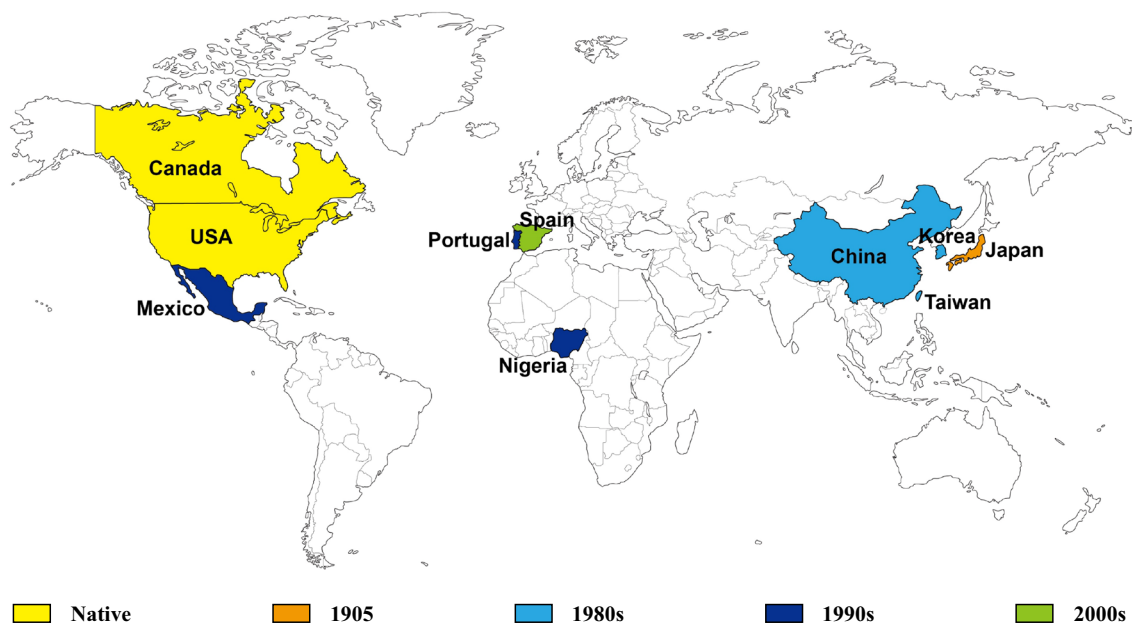 Canada
USA
Mexico
Spain
Portugal
Nigeria
Korea
Japan
China
Taiwan
Native
1905
1980s
1990s
2000s